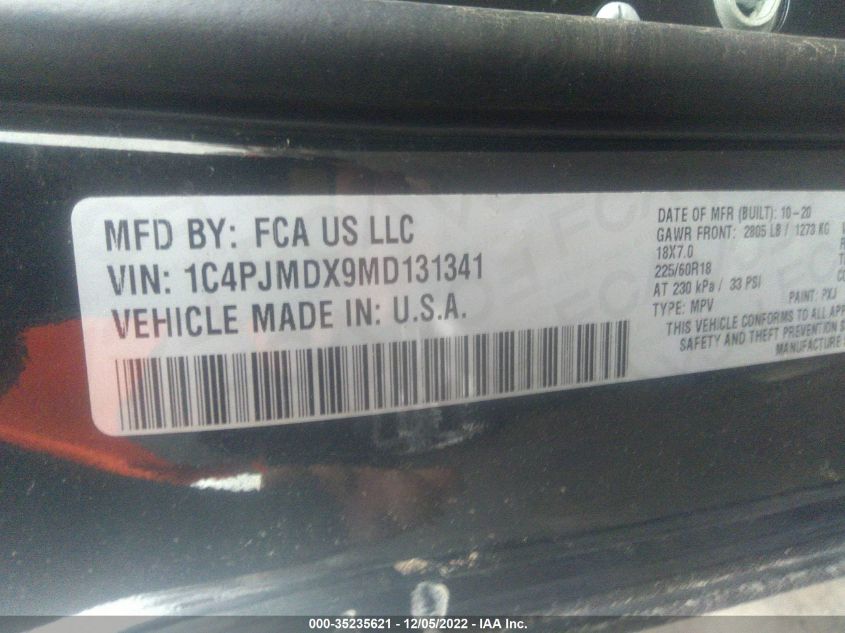 MFD BY: FCA US LLC
VIN: 1C4PJMDX9MD131341
VEHICLE MADE IN: U.S.A.
DATE OF MFR (BUILT): 10-20
GAWR FRONT: 2805 LB / 1273 KG
18X7.0
225/60R18
AT 230 kPa / 33 PSI
TYPE: MPV PAINT: PXJ
THIS VEHICLE CONFORMS TO ALL APP
SAFETY AND THEFT PREVENTION S
MANUFACTURE
000-35235621 - 12/05/2022 - IAA Inc.